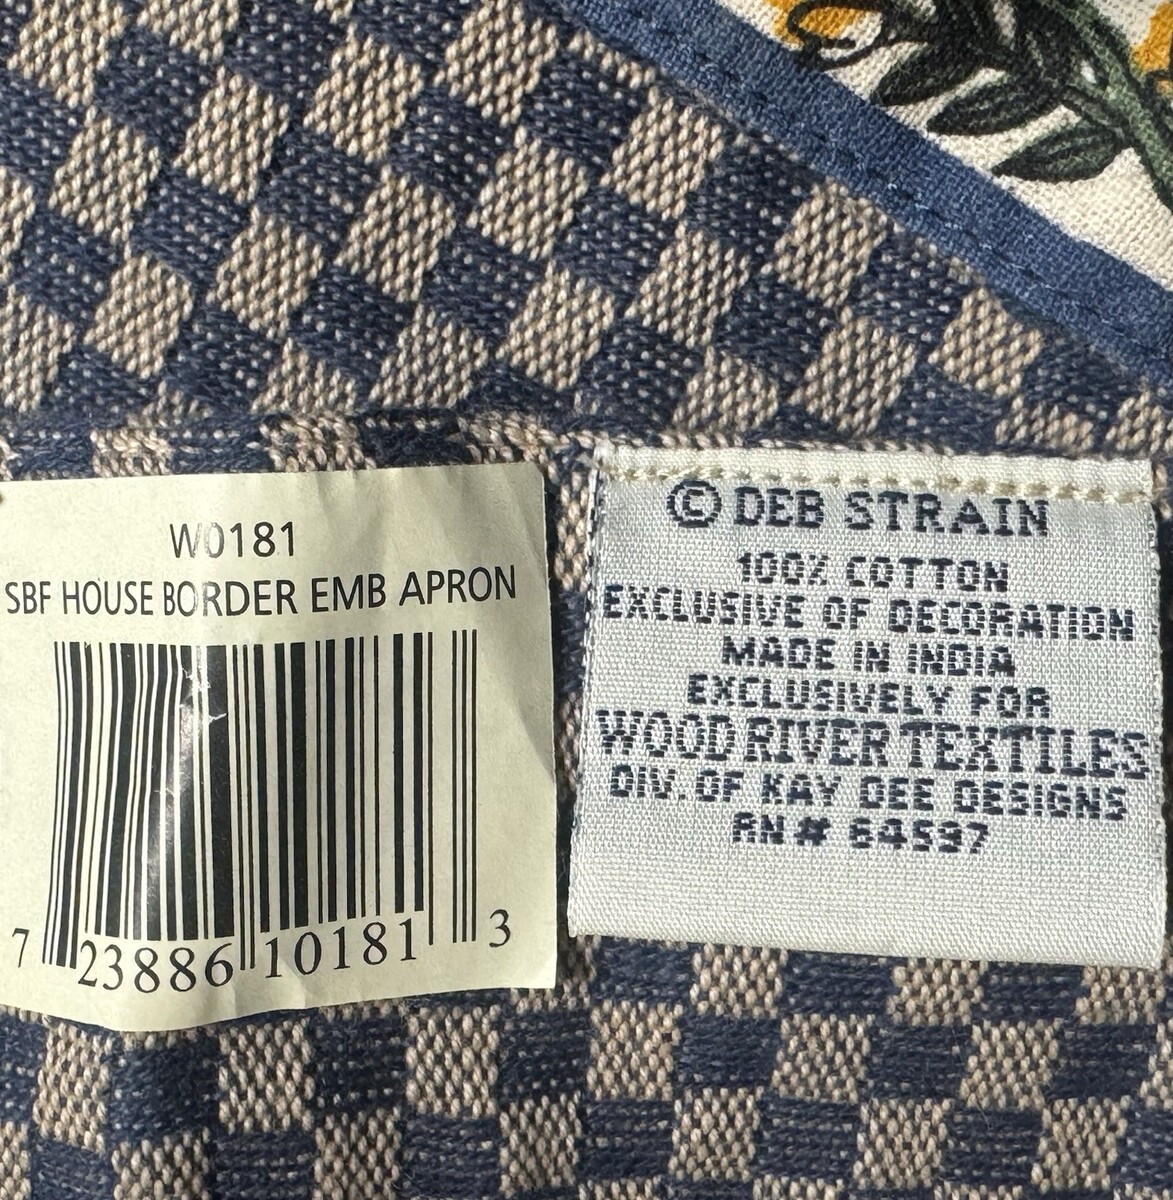 W0181
SBF HOUSE BORDER EMB APRON
7 23886 10181 3
© DEB STRAIN
100% COTTON
EXCLUSIVE OF DECORATION
MADE IN INDIA
EXCLUSIVELY FOR
WOOD RIVER TEXTILES
DIV. OF KAY DEE DESIGNS
RN# 64597